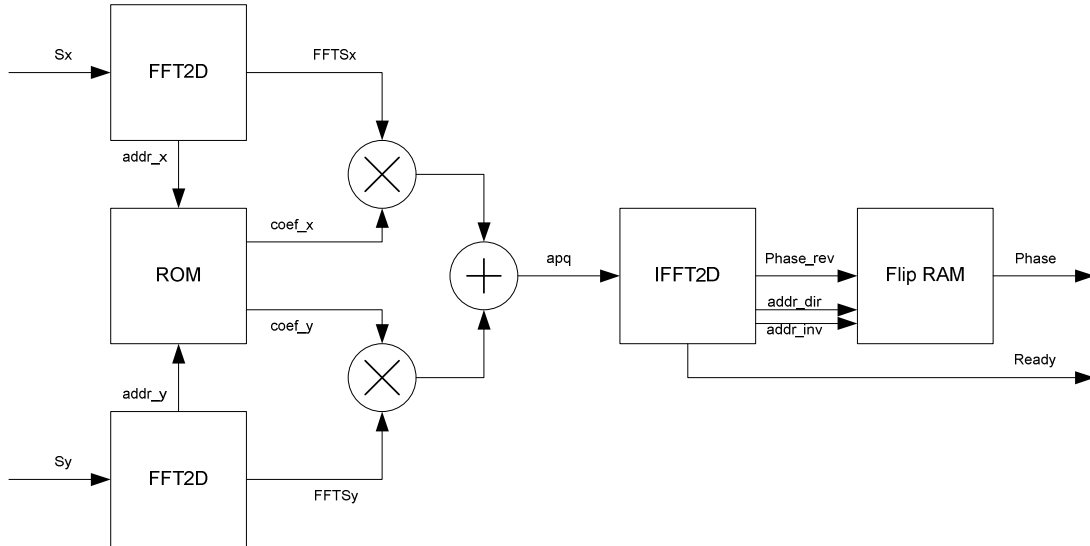 Sx
FFT2D
FFTSx
addr_x
ROM
coef_x
coef_y
addr_y
Sy
FFT2D
FFTSy
apq
IFFT2D
Phase_rev
addr_dir
addr_inv
Flip RAM
Phase
Ready